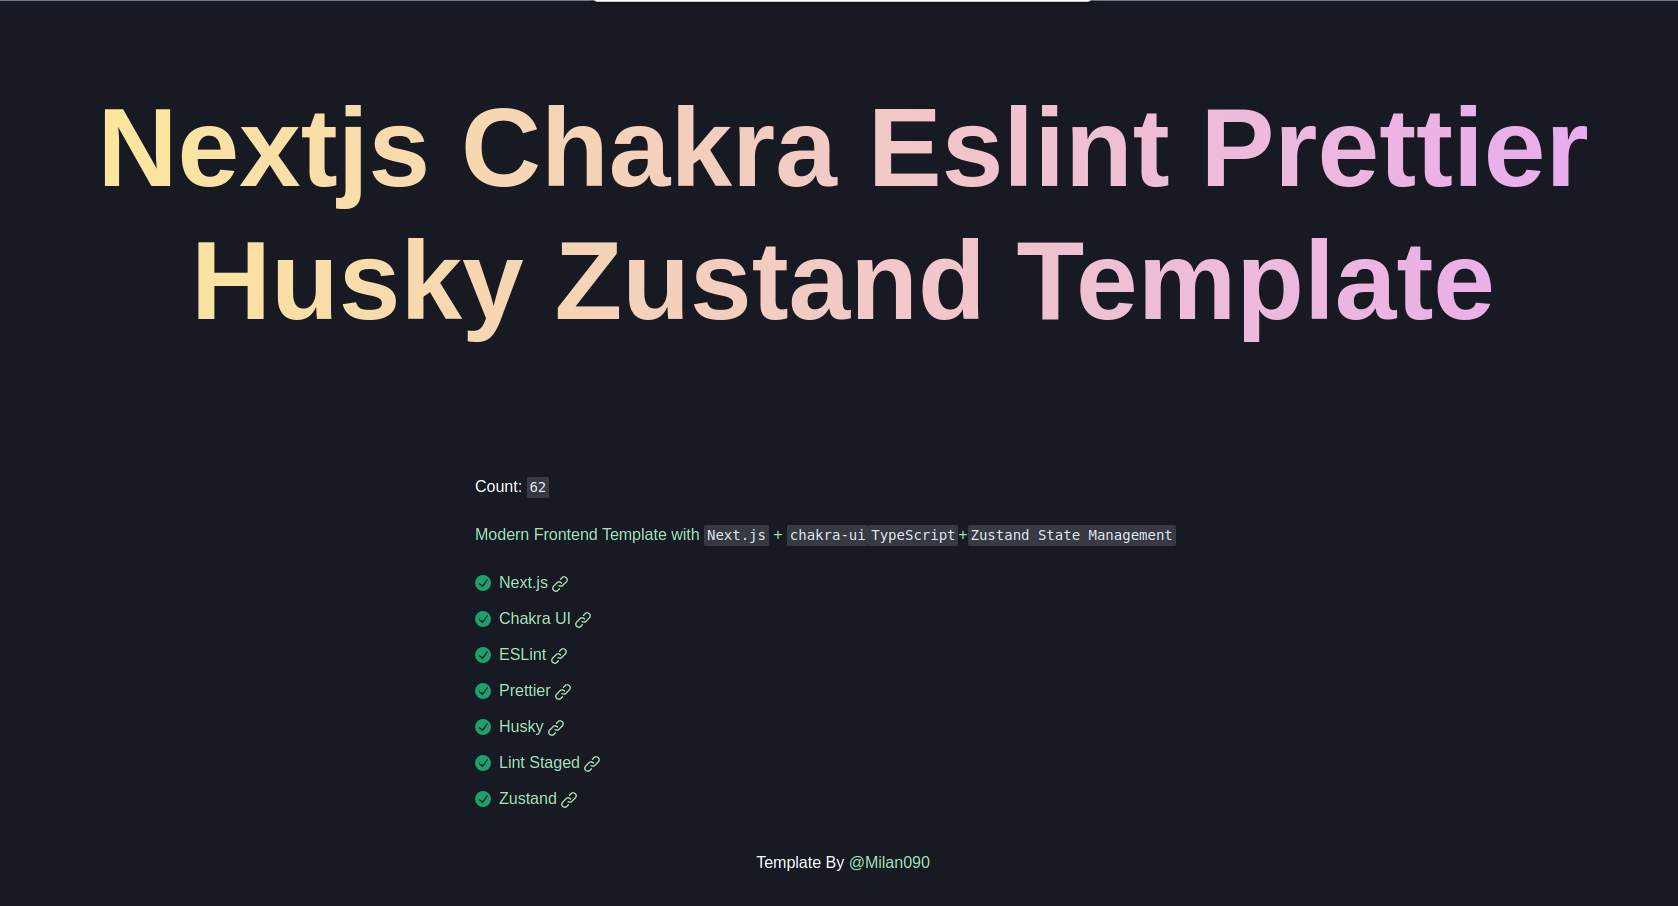 Nextjs Chakra Eslint Prettier
Husky Zustand Template
Count: 62
Modern Frontend Template with Next.js + chakra-ui TypeScript+Zustand State Management
Next.js
Chakra UI
ESLint
Prettier
Husky
Lint Staged
Zustand
Template By @Milan090